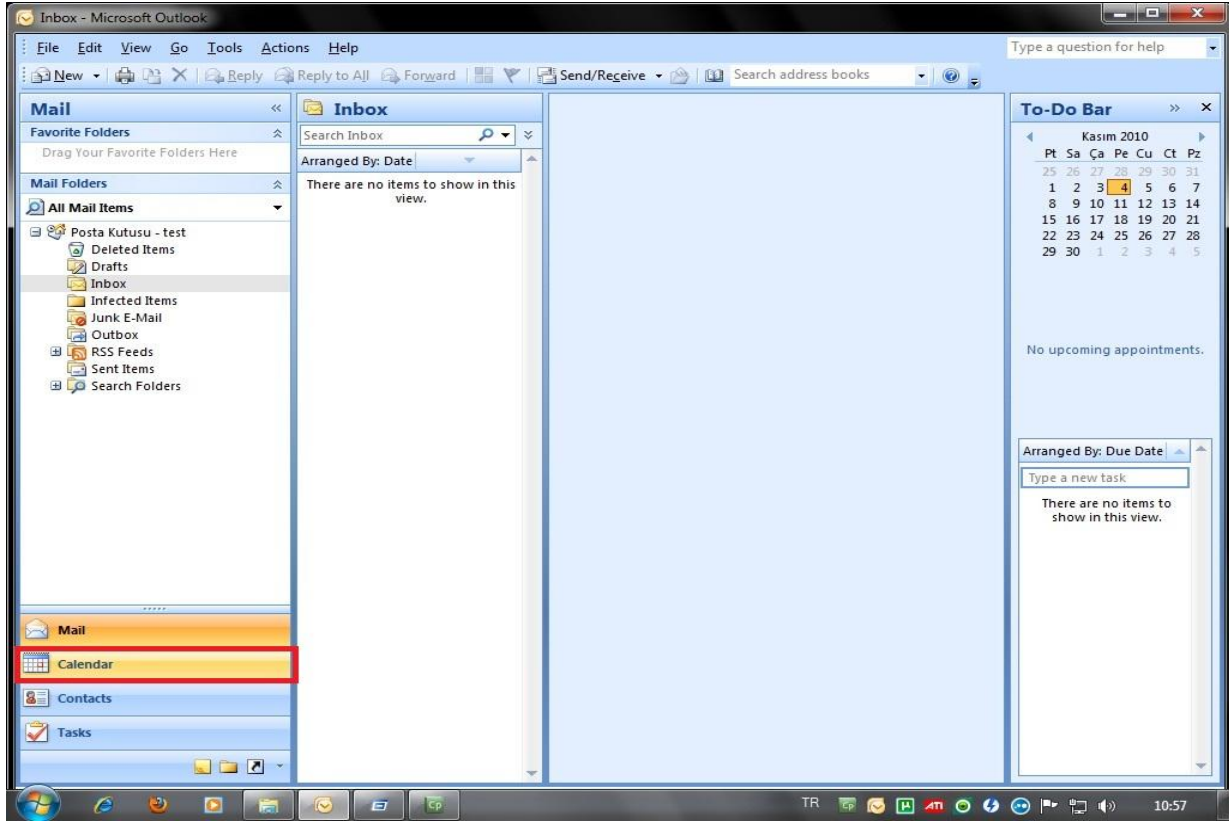 Inbox - Microsoft Outlook
File Edit View Go Tools Actions Help
Type a question for help
New Reply Reply to All Forward Send/Receive Search address books
Mail
Favorite Folders
Drag Your Favorite Folders Here
Mail Folders
All Mail Items
Posta Kutusu - test
Deleted Items
Drafts
Inbox
Infected Items
Junk E-Mail
Outbox
RSS Feeds
Sent Items
Search Folders
Mail
Calendar
Contacts
Tasks
Inbox
Search Inbox
Arranged By: Date
There are no items to show in this
view.
To-Do Bar
Kasım 2010
Pt Sa Ça Pe Cu Ct Pz
25 26 27 28 29 30 31
1 2 3 4 5 6 7
8 9 10 11 12 13 14
15 16 17 18 19 20 21
22 23 24 25 26 27 28
29 30 1 2 3 4 5
No upcoming appointments.
Arranged By: Due Date
Type a new task
There are no items to
show in this view.
Cp
TR
Cp
µ
ATI
10:57